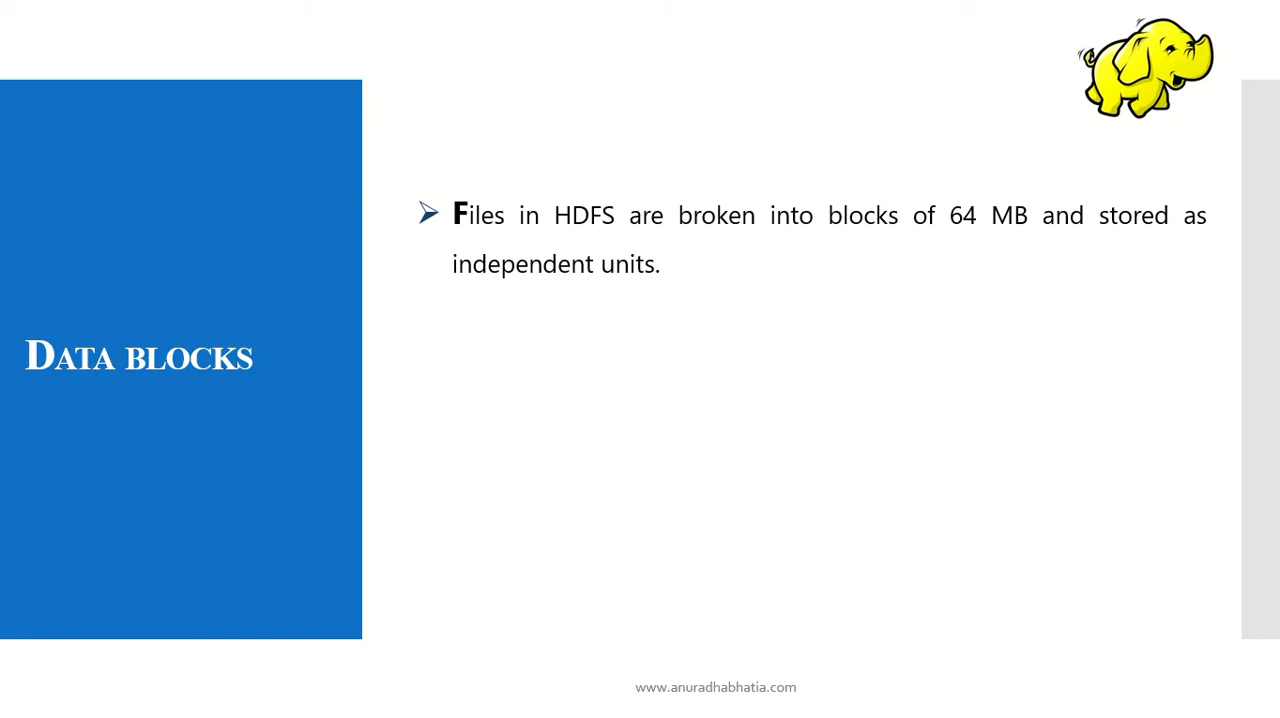 DATA BLOCKS
Files in HDFS are broken into blocks of 64 MB and stored as
independent units.
www.anuradhabhatia.com